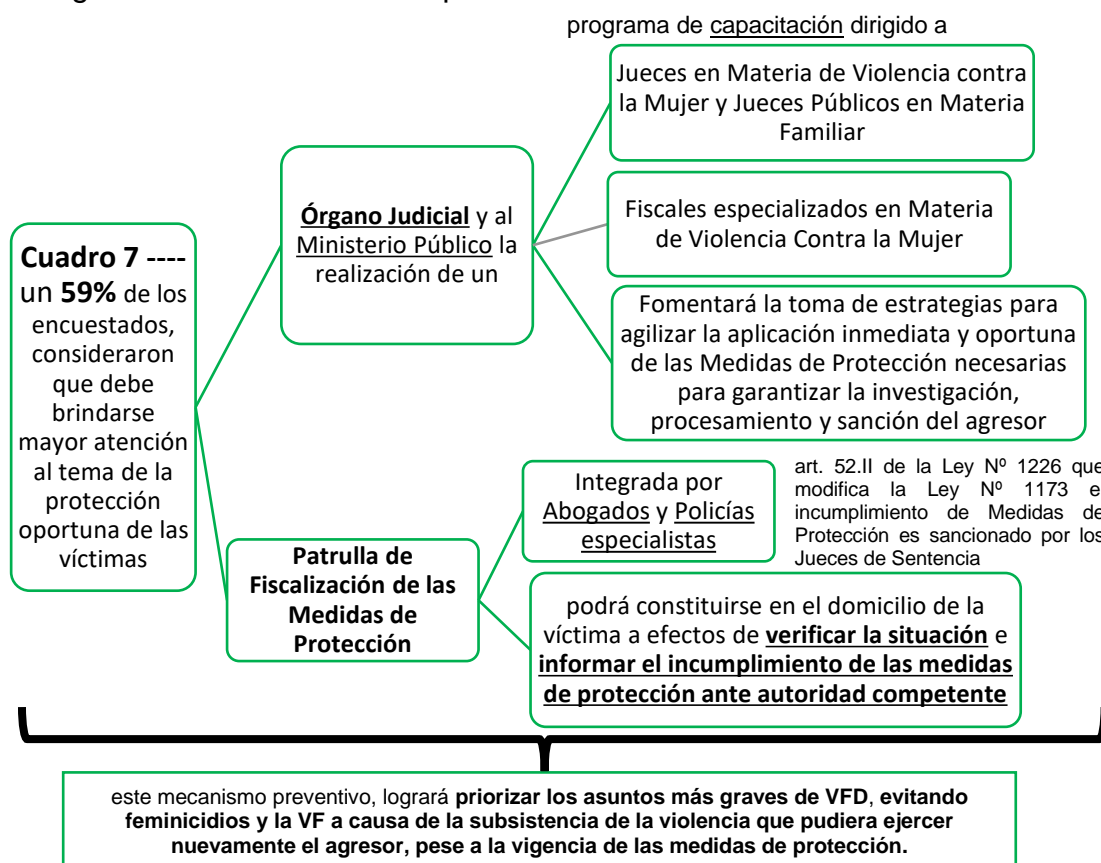 programa de capacitación dirigido a
Jueces en Materia de Violencia contra
la Mujer y Jueces Públicos en Materia
Familiar
Órgano Judicial y al
Ministerio Público la
realización de un
Fiscales especializados en Materia
de Violencia Contra la Mujer
Cuadro 7 ----
un 59% de los
encuestados,
consideraron
que debe
brindarse
mayor atención
al tema de la
protección
oportuna de las
víctimas
Fomentará la toma de estrategias para
agilizar la aplicación inmediata y oportuna
de las Medidas de Protección necesarias
para garantizar la investigación,
procesamiento y sanción del agresor
Patrulla de
Fiscalización de las
Medidas de
Protección
Integrada por
Abogados y Policías
especialistas
art. 52.II de la Ley Nº 1226 que
modifica la Ley Nº 1173 e
incumplimiento de Medidas de
Protección es sancionado por los
Jueces de Sentencia
podrá constituirse en el domicilio de la
víctima a efectos de verificar la situación e
informar el incumplimiento de las medidas
de protección ante autoridad competente
este mecanismo preventivo, logrará priorizar los asuntos más graves de VFD, evitando
feminicidios y la VF a causa de la subsistencia de la violencia que pudiera ejercer
nuevamente el agresor, pese a la vigencia de las medidas de protección.